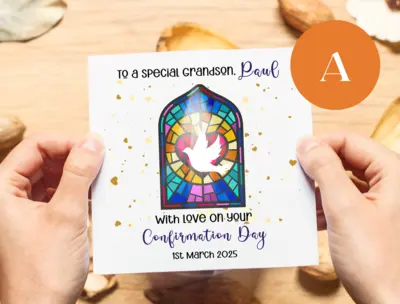 To a special Grandson, Paul
A
With love on your
Confirmation Day
1st March 2025